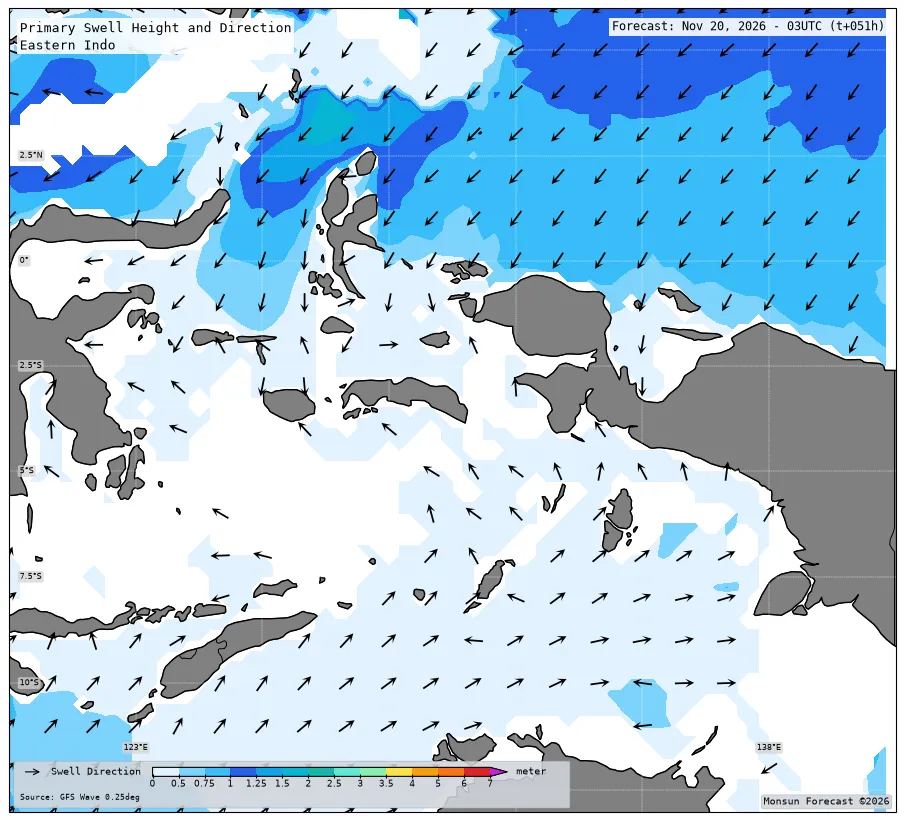 Primary Swell Height and Direction
Eastern Indo
Forecast: Nov 20, 2026 - 03UTC (t+051h)
2.5°N
0°
2.5°S
5°S
7.5°S
10°S
123°E
138°E
Swell Direction
0 0.5 0.75 1 1.25 1.5 1.75 2 2.5 3 3.5 4 5 6 7
meter
Source: GFS Wave 0.25deg
Monsun Forecast ©2026